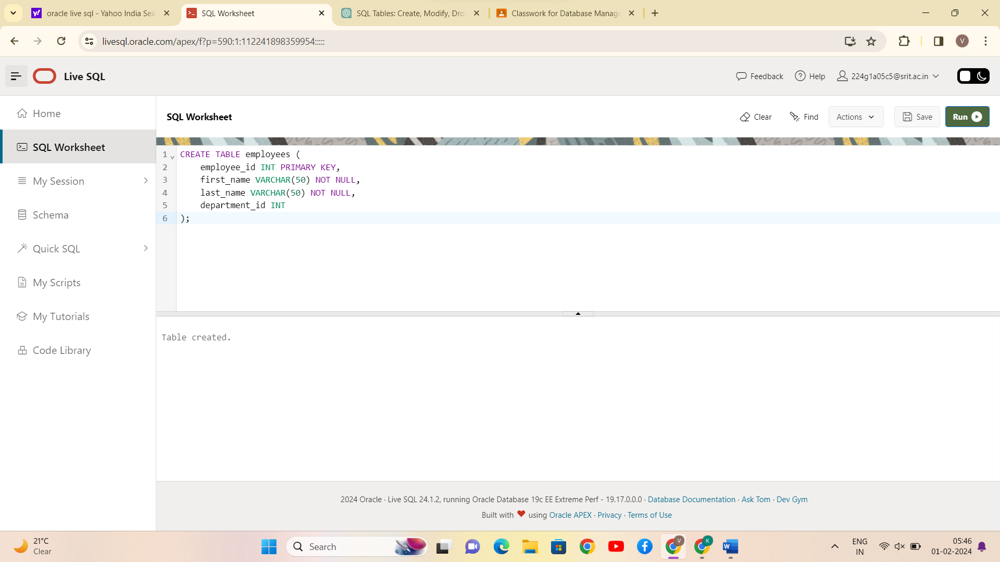 oracle live sql - Yahoo India Sea
SQL Worksheet
SQL Tables: Create, Modify, Dro
Classwork for Database Manage
livesql.oracle.com/apex/f?p=590:1:112241898359954:::::
V
Live SQL
Feedback
Help
224g1a05c5@srit.ac.in
Home
SQL Worksheet
My Session
Schema
Quick SQL
My Scripts
My Tutorials
Code Library
SQL Worksheet
Clear
Find
Actions
Save
Run
1 CREATE TABLE employees (
2     employee_id INT PRIMARY KEY,
3     first_name VARCHAR(50) NOT NULL,
4     last_name VARCHAR(50) NOT NULL,
5     department_id INT
6 );
Table created.
2024 Oracle · Live SQL 24.1.2, running Oracle Database 19c EE Extreme Perf - 19.17.0.0.0 · Database Documentation · Ask Tom · Dev Gym
Built with ❤ using Oracle APEX · Privacy · Terms of Use
21°C
Clear
Search
V
K
W
ENG
IN
05:46
01-02-2024